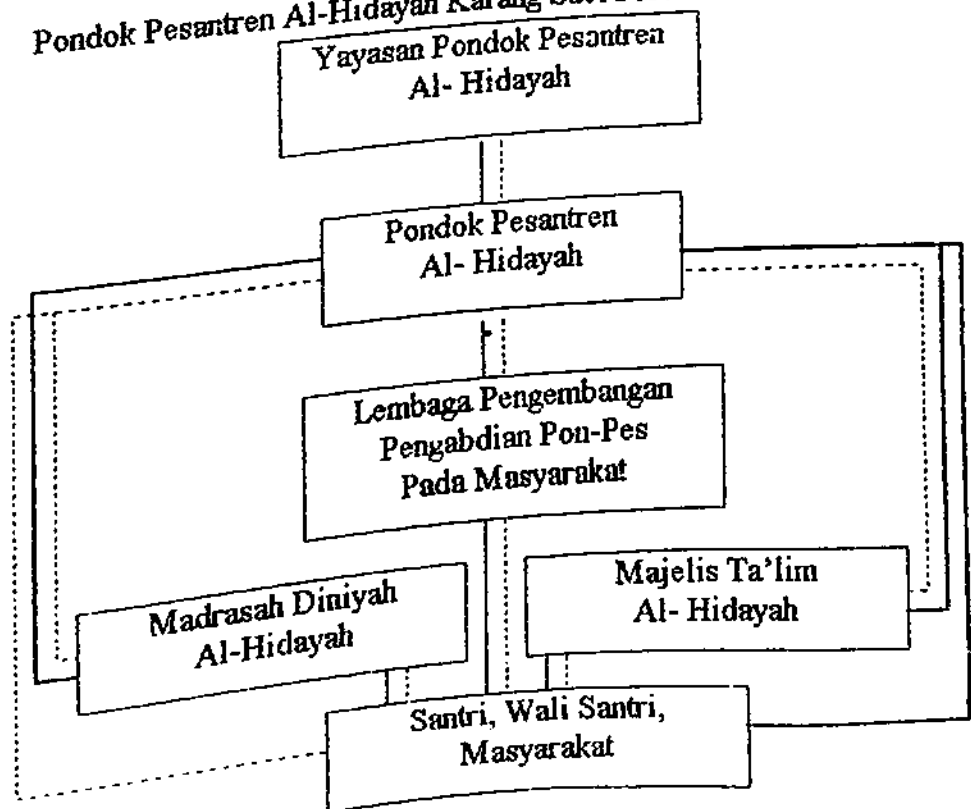 Pondok Pesantren Al-Hidayah Karang
Yayasan Pondok Pesantren
Al- Hidayah
Pondok Pesantren
Al- Hidayah
Lembaga Pengembangan
Pengabdian Pon-Pes
Pada Masyarakat
Madrasah Diniyah
Al-Hidayah
Majelis Ta'lim
Al- Hidayah
Santri, Wali Santri,
Masyarakat